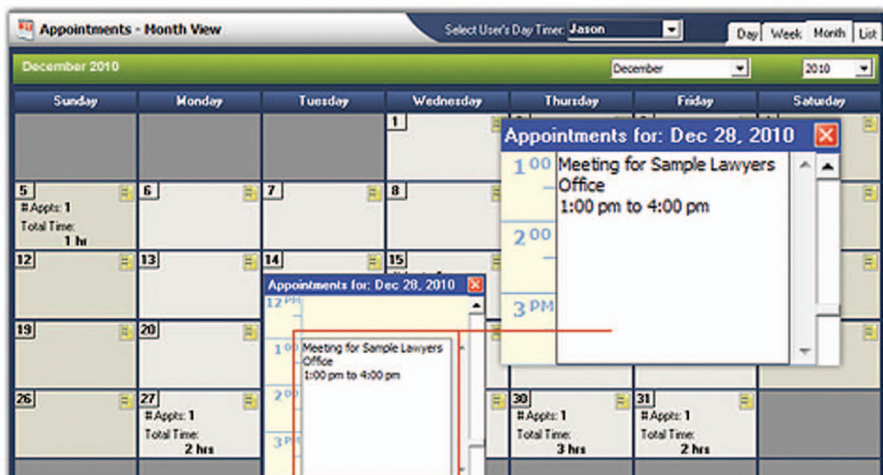 Appointments - Month View
Select User's Day Timer: Jason
Day Week Month List
December 2010
December
2010
Sunday Monday Tuesday Wednesday Thursday Friday Saturday
1
Appointments for: Dec 28, 2010
1 00 Meeting for Sample Lawyers
Office
1:00 pm to 4:00 pm
2 00
3 PM
5 6 7 8
# Appts: 1
Total Time:
1 hr
12 13 14 15
Appointments for: Dec 28, 2010
12 PM
1 00 Meeting for Sample Lawyers
Office
1:00 pm to 4:00 pm
2 00
3 PM
19 20
26 27 30 31
# Appts: 1 # Appts: 1 # Appts: 1
Total Time: Total Time: Total Time:
2 hrs 3 hrs 2 hrs